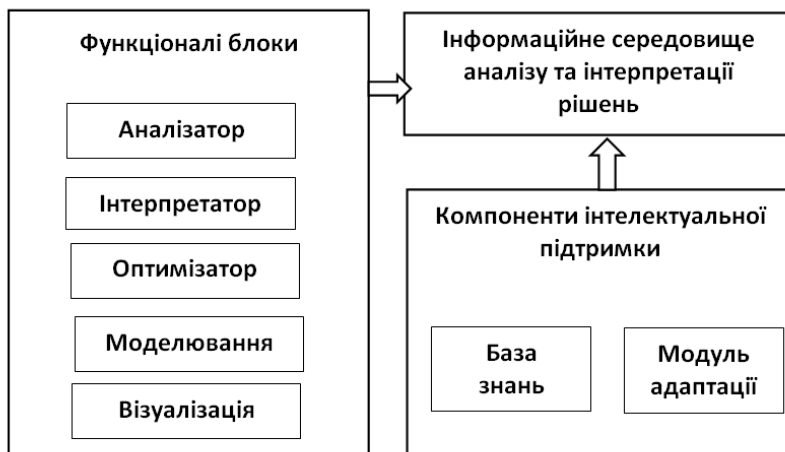 Функціоналі блоки
Аналізатор
Інтерпретатор
Оптимізатор
Моделювання
Візуалізація
Інформаційне середовище
аналізу та інтерпретації
рішень
Компоненти інтелектуальної
підтримки
База
знань
Модуль
адаптації